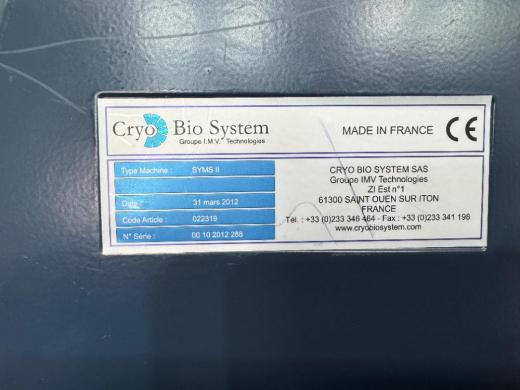 Cryo Bio System
Groupe I.M.V.® Technologies
MADE IN FRANCE CE
Type Machine : SYMS II
Date : 31 mars 2012
Code Article : 022319
N° Série : 00 10 2012 288
CRYO BIO SYSTEM SAS
Groupe IMV Technologies
ZI Est n°1
61300 SAINT OUEN SUR ITON
FRANCE
Tél. : +33 (0)233 346 464 - Fax : +33 (0)233 341 198
www.cryobiosystem.com